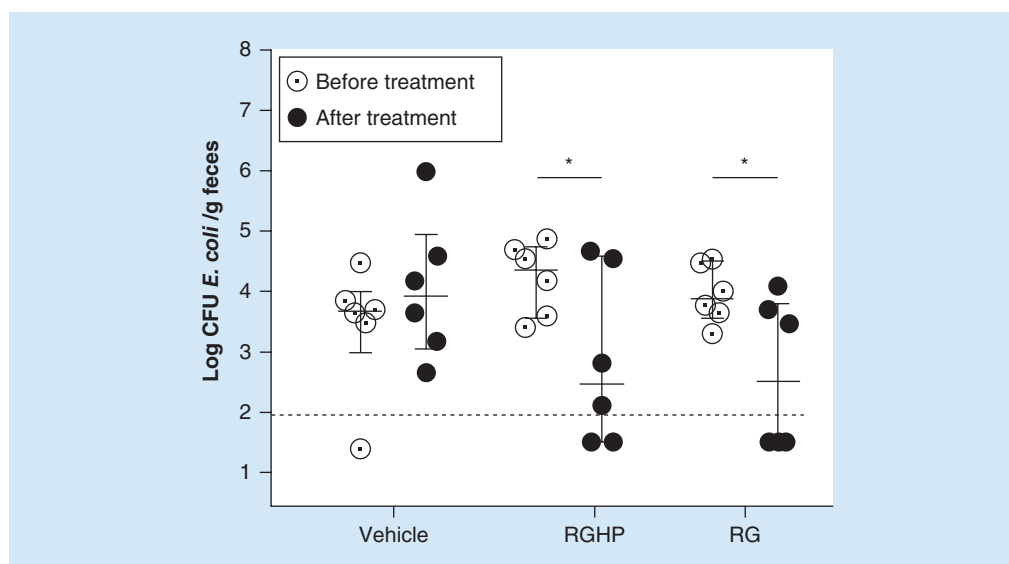 8
Before treatment
After treatment
7
6
5
4
3
2
1
Log CFU E. coli /g feces
* *
Vehicle RGHP RG